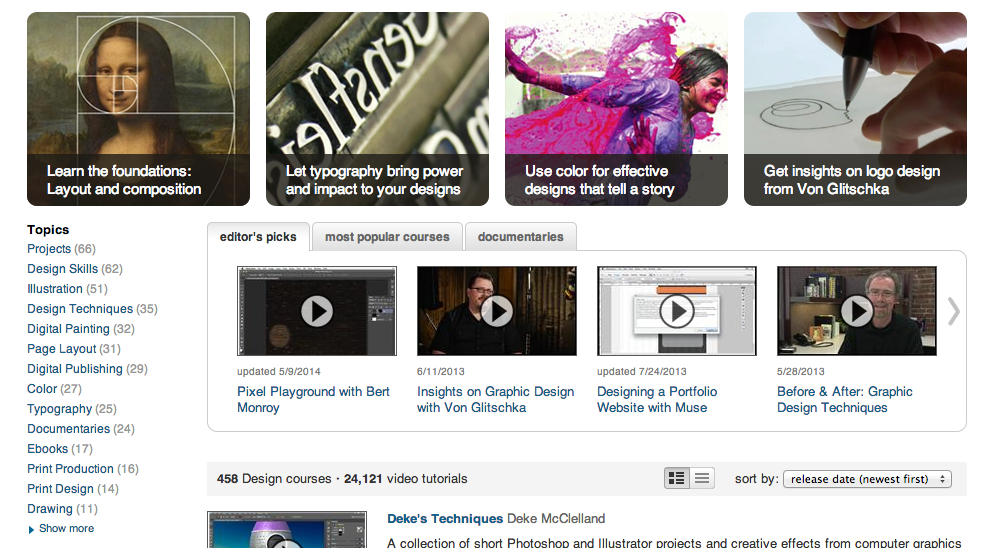 Learn the foundations:
Layout and composition
Let typography bring power
and impact to your designs
Use color for effective
designs that tell a story
Get insights on logo design
from Von Glitschka
Topics
Projects (66)
Design Skills (62)
Illustration (51)
Design Techniques (35)
Digital Painting (32)
Page Layout (31)
Digital Publishing (29)
Color (27)
Typography (25)
Documentaries (24)
Ebooks (17)
Print Production (16)
Print Design (14)
Drawing (11)
Show more
editor's picks
most popular courses
documentaries
updated 5/9/2014
Pixel Playground with Bert
Monroy
6/11/2013
Insights on Graphic Design
with Von Glitschka
updated 7/24/2013
Designing a Portfolio
Website with Muse
5/28/2013
Before & After: Graphic
Design Techniques
458 Design courses · 24,121 video tutorials
sort by: release date (newest first)
Deke's Techniques Deke McClelland
A collection of short Photoshop and Illustrator projects and creative effects from computer graphics